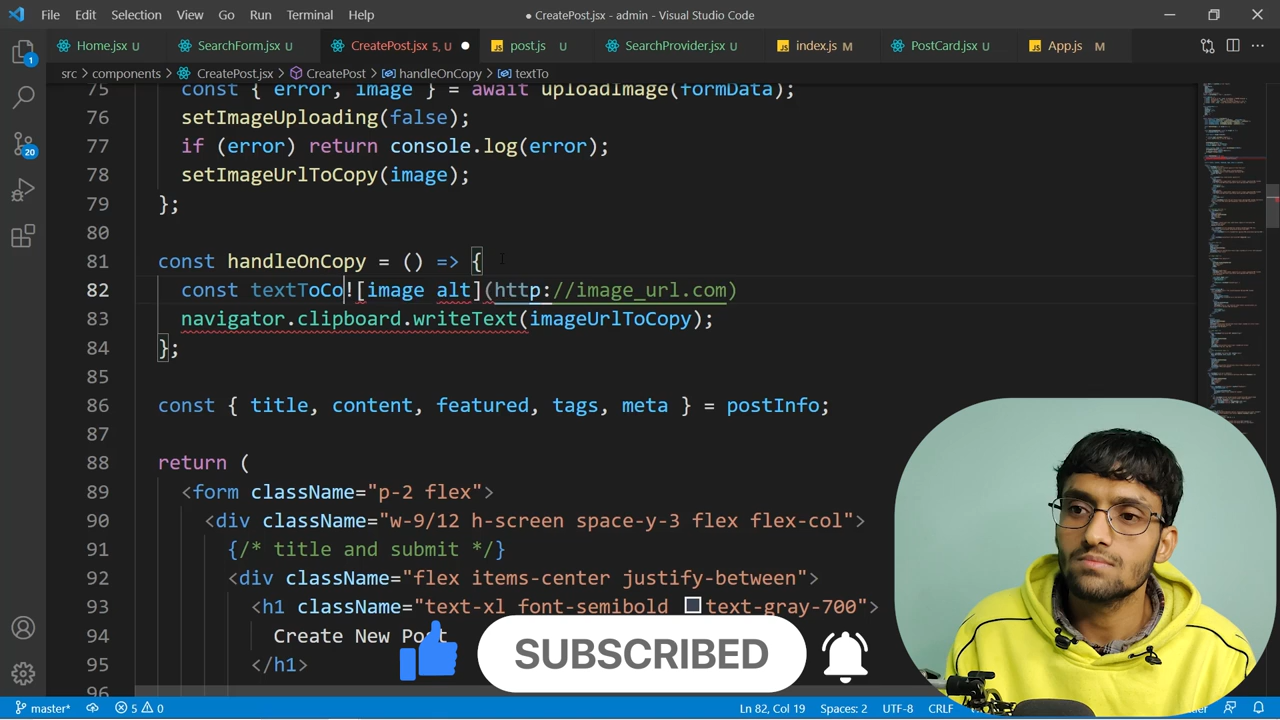 File Edit Selection View Go Run Terminal Help ● CreatePost.jsx - admin - Visual Studio Code
Home.jsx U SearchForm.jsx U CreatePost.jsx 5, U JS post.js U SearchProvider.jsx U JS index.js M PostCard.jsx U JS App.js M
src > components > CreatePost.jsx > CreatePost > handleOnCopy > textTo
75 const { error, image } = await uploadImage(formData);
76 setImageUploading(false);
77 if (error) return console.log(error);
78 setImageUrlToCopy(image);
79 };
80
81 const handleOnCopy = () => {
82 const textToCo![image alt](http://image_url.com)
83 navigator.clipboard.writeText(imageUrlToCopy);
84 };
85
86 const { title, content, featured, tags, meta } = postInfo;
87
88 return (
89 <form className="p-2 flex">
90 <div className="w-9/12 h-screen space-y-3 flex flex-col">
91 {/* title and submit */}
92 <div className="flex items-center justify-between">
93 <h1 className="text-xl font-semibold text-gray-700">
94 Create New Post
95 </h1>
96
SUBSCRIBED
1
20
master* 5 0 Ln 82, Col 19 Spaces: 2 UTF-8 CRLF